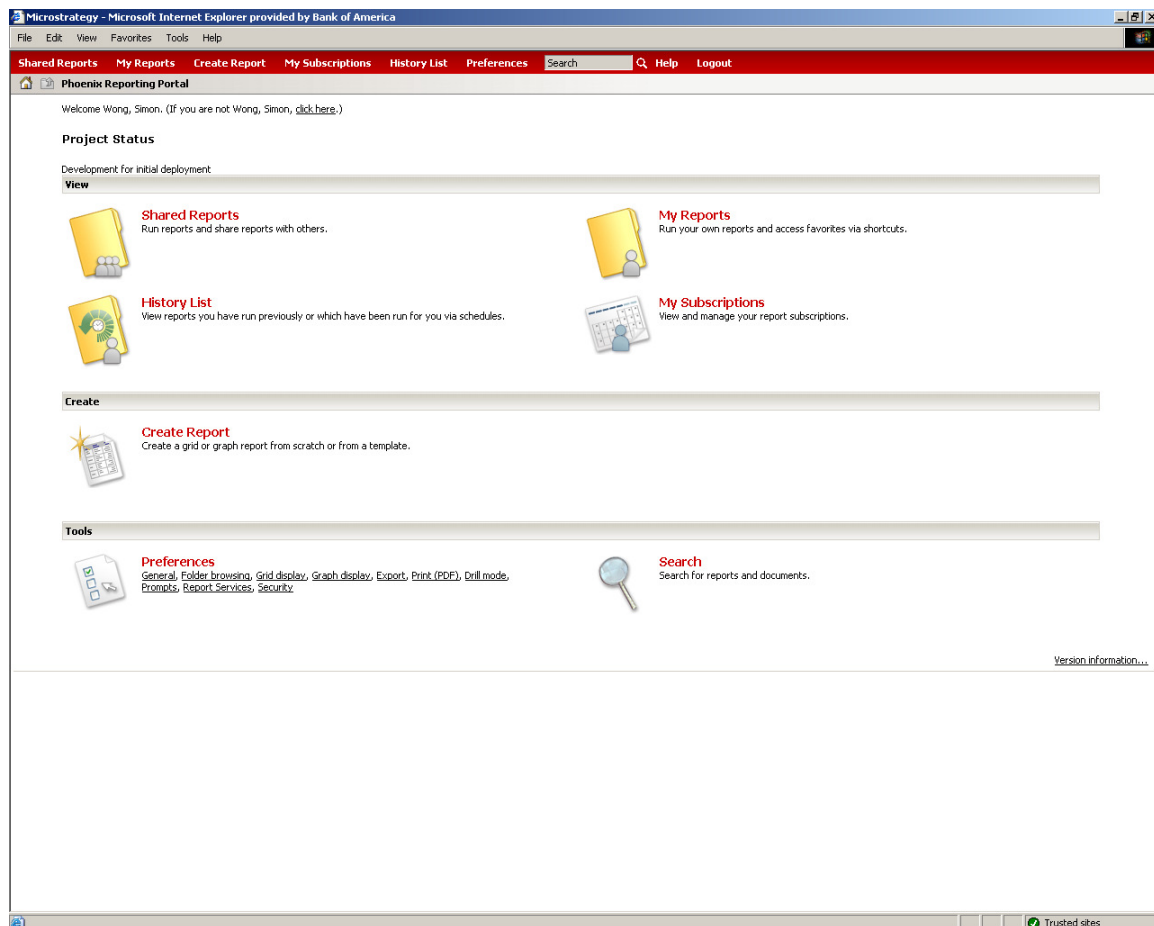 Microstrategy - Microsoft Internet Explorer provided by Bank of America
File Edit View Favorites Tools Help
Shared Reports My Reports Create Report My Subscriptions History List Preferences Search Help Logout
Phoenix Reporting Portal
Welcome Wong, Simon. (If you are not Wong, Simon, click here.)
Project Status
Development for initial deployment
View
Shared Reports
Run reports and share reports with others.
My Reports
Run your own reports and access favorites via shortcuts.
History List
View reports you have run previously or which have been run for you via schedules.
My Subscriptions
View and manage your report subscriptions.
Create
Create Report
Create a grid or graph report from scratch or from a template.
Tools
Preferences
General, Folder browsing, Grid display, Graph display, Export, Print (PDF), Drill mode,
Prompts, Report Services, Security
Search
Search for reports and documents.
Version information...
Trusted sites